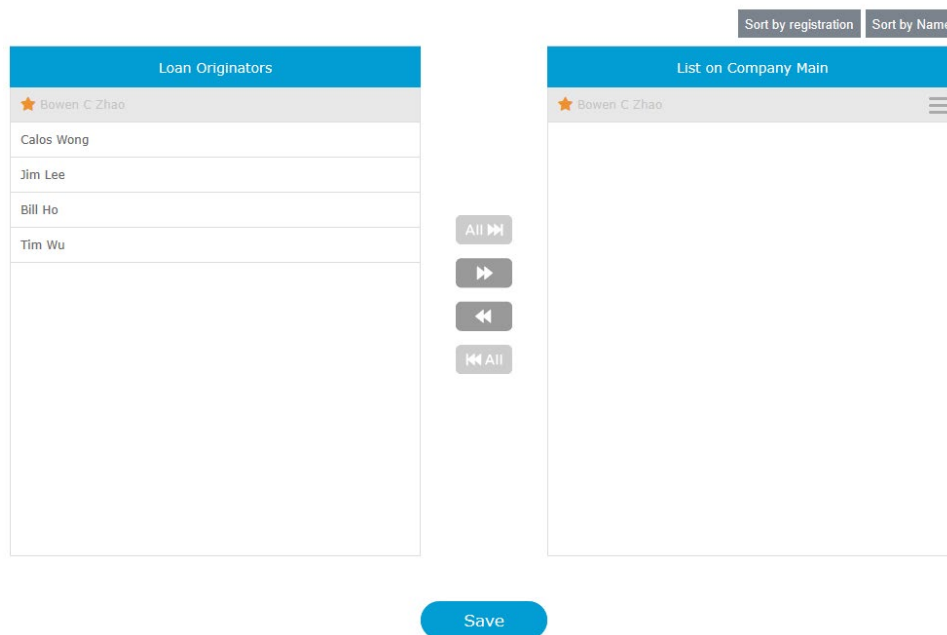 Sort by registration Sort by Name
Loan Originators
Bowen C Zhao
Calos Wong
Jim Lee
Bill Ho
Tim Wu
All
All
List on Company Main
Bowen C Zhao
Save